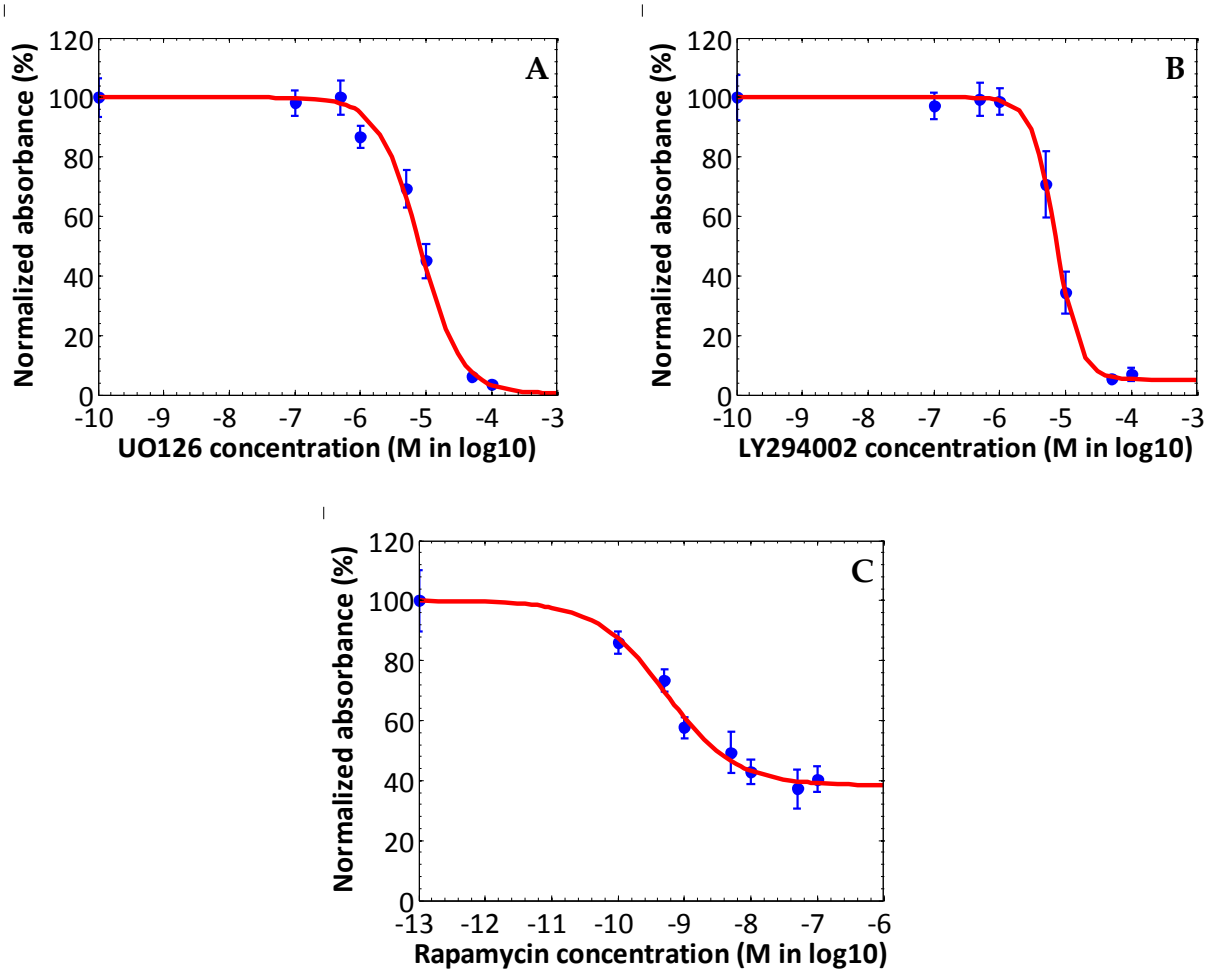 A
Normalized absorbance (%)
120
100
80
60
40
20
0
-10 -9 -8 -7 -6 -5 -4 -3
UO126 concentration (M in log10)
B
Normalized absorbance (%)
120
100
80
60
40
20
0
-10 -9 -8 -7 -6 -5 -4 -3
LY294002 concentration (M in log10)
C
Normalized absorbance (%)
120
100
80
60
40
20
0
-13 -12 -11 -10 -9 -8 -7 -6
Rapamycin concentration (M in log10)